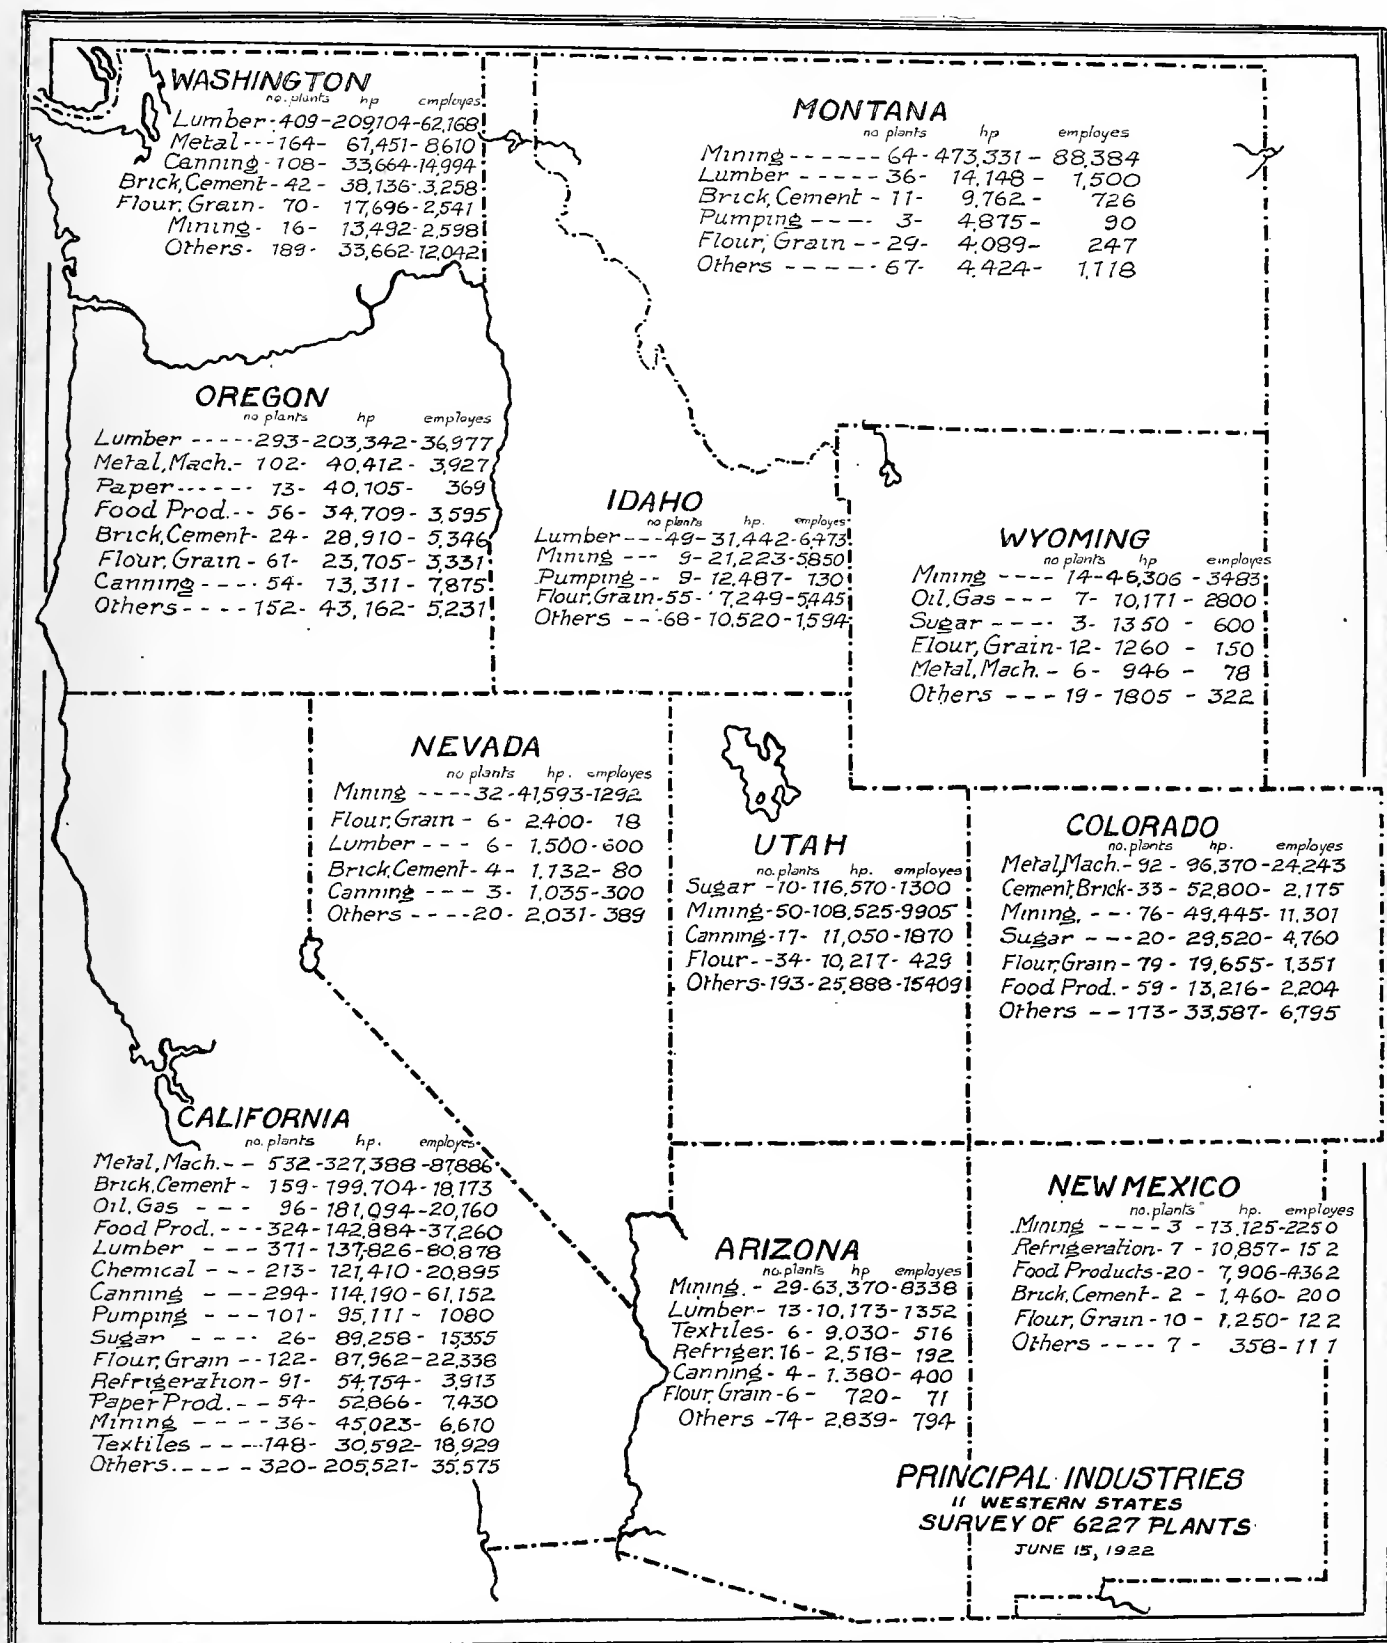 WASHINGTON
no. plants hp employes
Lumber-409-209,104-62,168
Metal---164- 61,451- 8,610
Canning-108- 33,664-14,994
Brick,Cement-42- 38,136-3,258
Flour,Grain- 70- 17,696-2,541
Mining- 16- 13,492-2,598
Others- 189- 33,662-12,042
MONTANA
no plants hp employes
Mining------64-473,331-88,384
Lumber-----36- 14,148- 1,500
Brick,Cement-11- 9,762- 726
Pumping----3- 4,875- 90
Flour,Grain--29- 4,089- 247
Others-----67- 4,424- 1,118
OREGON
no plants hp employes
Lumber-----293-203,342-36,977
Metal,Mach.-102- 40,412- 3,927
Paper------13- 40,105- 369
Food Prod.--56- 34,709- 3,595
Brick,Cement-24- 28,910- 5,346
Flour,Grain-61- 23,705- 3,331
Canning----54- 13,311- 7,875
Others----152- 43,162- 5,231
IDAHO
no plants hp. employes
Lumber---49-31,442-6,473
Mining--- 9-21,223-5850
Pumping-- 9-12,487- 130
Flour,Grain-55-17,249-5,445
Others---68-10,520-1,594
WYOMING
no plants hp employes
Mining----14-46,306-3483
Oil,Gas---7-10,171-2800
Sugar----3-1350-600
Flour,Grain-12-1260-150
Metal,Mach.-6-946-78
Others---19-1805-322
NEVADA
no plants hp. employes
Mining----32-41,593-1292
Flour,Grain-6-2,400-18
Lumber---6-1,500-600
Brick,Cement-4-1,132-80
Canning---3-1,035-300
Others----20-2,031-389
UTAH
no. plants hp. employes
Sugar-10-116,570-1300
Mining-50-108,525-9905
Canning-17-11,050-1870
Flour--34-10,217-429
Others-193-25,888-15409
COLORADO
no. plants hp. employes
Metal,Mach.-92-96,370-24,243
Cement,Brick-33-52,800-2,175
Mining,---76-49,445-11,301
Sugar---20-29,520-4,760
Flour,Grain-79-19,655-1,351
Food Prod.-59-13,216-2,204
Others--173-33,587-6,795
CALIFORNIA
no. plants hp. employes
Metal,Mach.--532-327,388-87,886
Brick,Cement-159-199,704-18,173
Oil,Gas---96-181,094-20,160
Food Prod.---324-142,884-37,260
Lumber---371-137,826-80,878
Chemical---213-121,410-20,895
Canning---294-114,190-61,152
Pumping---101-95,111-1080
Sugar----26-89,258-15,355
Flour,Grain--122-87,962-22,338
Refrigeration-91-54,754-3,913
Paper Prod.--54-52,866-7,430
Mining----36-45,023-6,610
Textiles----148-30,592-18,929
Others.----320-205,521-35,575
ARIZONA
no. plants hp employes
Mining.-29-63,370-8338
Lumber-13-10,173-1352
Textiles-6-9,030-516
Refriger.16-2,518-192
Canning-4-1,380-400
Flour,Grain-6-720-71
Others-74-2,839-794
NEW MEXICO
no. plants hp. employes
Mining----3-13,125-2250
Refrigeration-7-10,857-152
Food Products-20-7,906-4362
Brick,Cement-2-1,460-200
Flour,Grain-10-1,250-122
Others----7-358-111
PRINCIPAL INDUSTRIES
11 WESTERN STATES
SURVEY OF 6227 PLANTS
JUNE 15, 1922